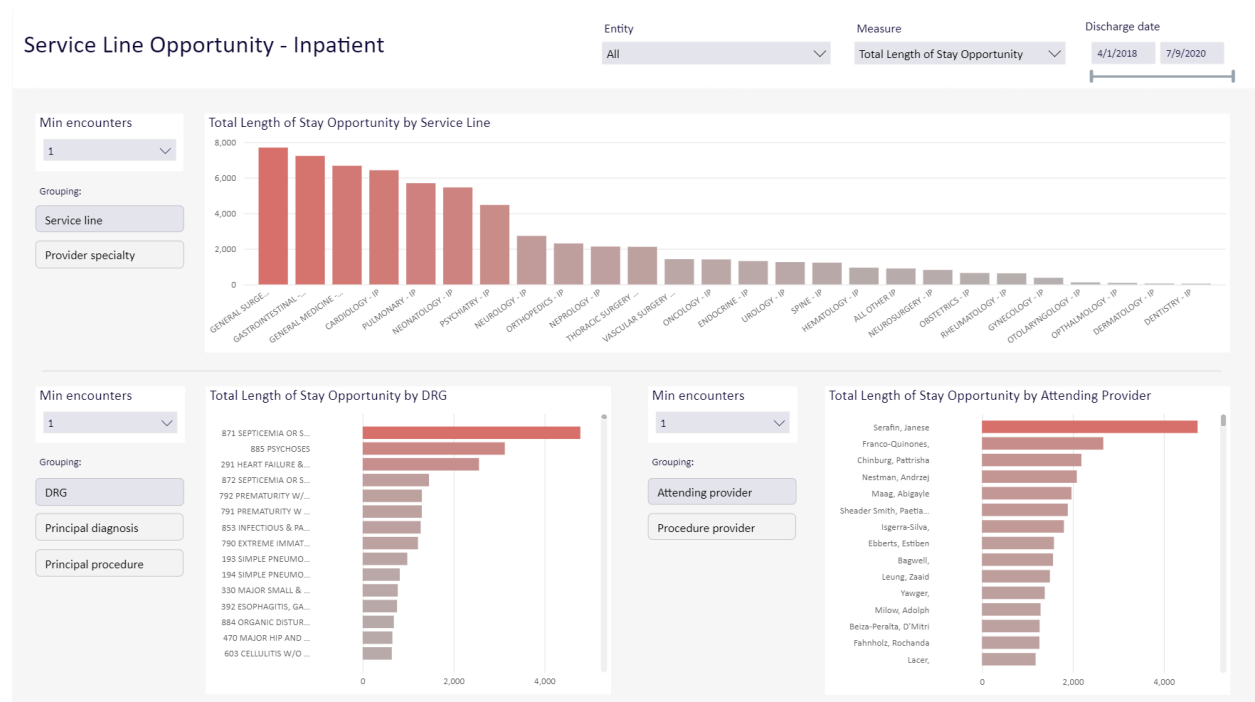 Service Line Opportunity - Inpatient
Entity
All
Measure
Total Length of Stay Opportunity
Discharge date
4/1/2018
7/9/2020
Min encounters
1
Grouping:
Service line
Provider specialty
Total Length of Stay Opportunity by Service Line
8,000
6,000
4,000
2,000
0
GENERAL SURGE...
GASTROINTESTINAL -...
GENERAL MEDICINE -...
CARDIOLOGY - IP
PULMONARY - IP
NEONATOLOGY - IP
PSYCHIATRY - IP
NEUROLOGY - IP
ORTHOPEDICS - IP
NEPROLOGY - IP
THORACIC SURGERY ...
VASCULAR SURGERY ...
ONCOLOGY - IP
ENDOCRINE - IP
UROLOGY - IP
SPINE - IP
HEMATOLOGY - IP
ALL OTHER IP
NEUROSURGERY - IP
OBSTETRICS - IP
RHEUMATOLOGY - IP
GYNECOLOGY - IP
OTOLARYNGOLOGY - IP
OPTHALMOLOGY - IP
DERMATOLOGY - IP
DENTISTRY - IP
Min encounters
1
Grouping:
DRG
Principal diagnosis
Principal procedure
Total Length of Stay Opportunity by DRG
871 SEPTICEMIA OR S...
885 PSYCHOSES
291 HEART FAILURE &...
872 SEPTICEMIA OR S...
792 PREMATURITY W/...
791 PREMATURITY W ...
853 INFECTIOUS & PA...
790 EXTREME IMMAT...
193 SIMPLE PNEUMO...
194 SIMPLE PNEUMO...
330 MAJOR SMALL & ...
392 ESOPHAGITIS, GA...
884 ORGANIC DISTUR...
470 MAJOR HIP AND ...
603 CELLULITIS W/O ...
0
2,000
4,000
Min encounters
1
Grouping:
Attending provider
Procedure provider
Total Length of Stay Opportunity by Attending Provider
Serafin, Janese
Franco-Quinones,
Chinburg, Pattrisha
Nestman, Andrzej
Maag, Abigayle
Sheader Smith, Paetia...
Isgerra-Silva,
Ebberts, Estiben
Bagwell,
Leung, Zaaid
Yawger,
Milow, Adolph
Beiza-Peralta, D'Mitri
Fahnholz, Rochanda
Lacer,
0
2,000
4,000